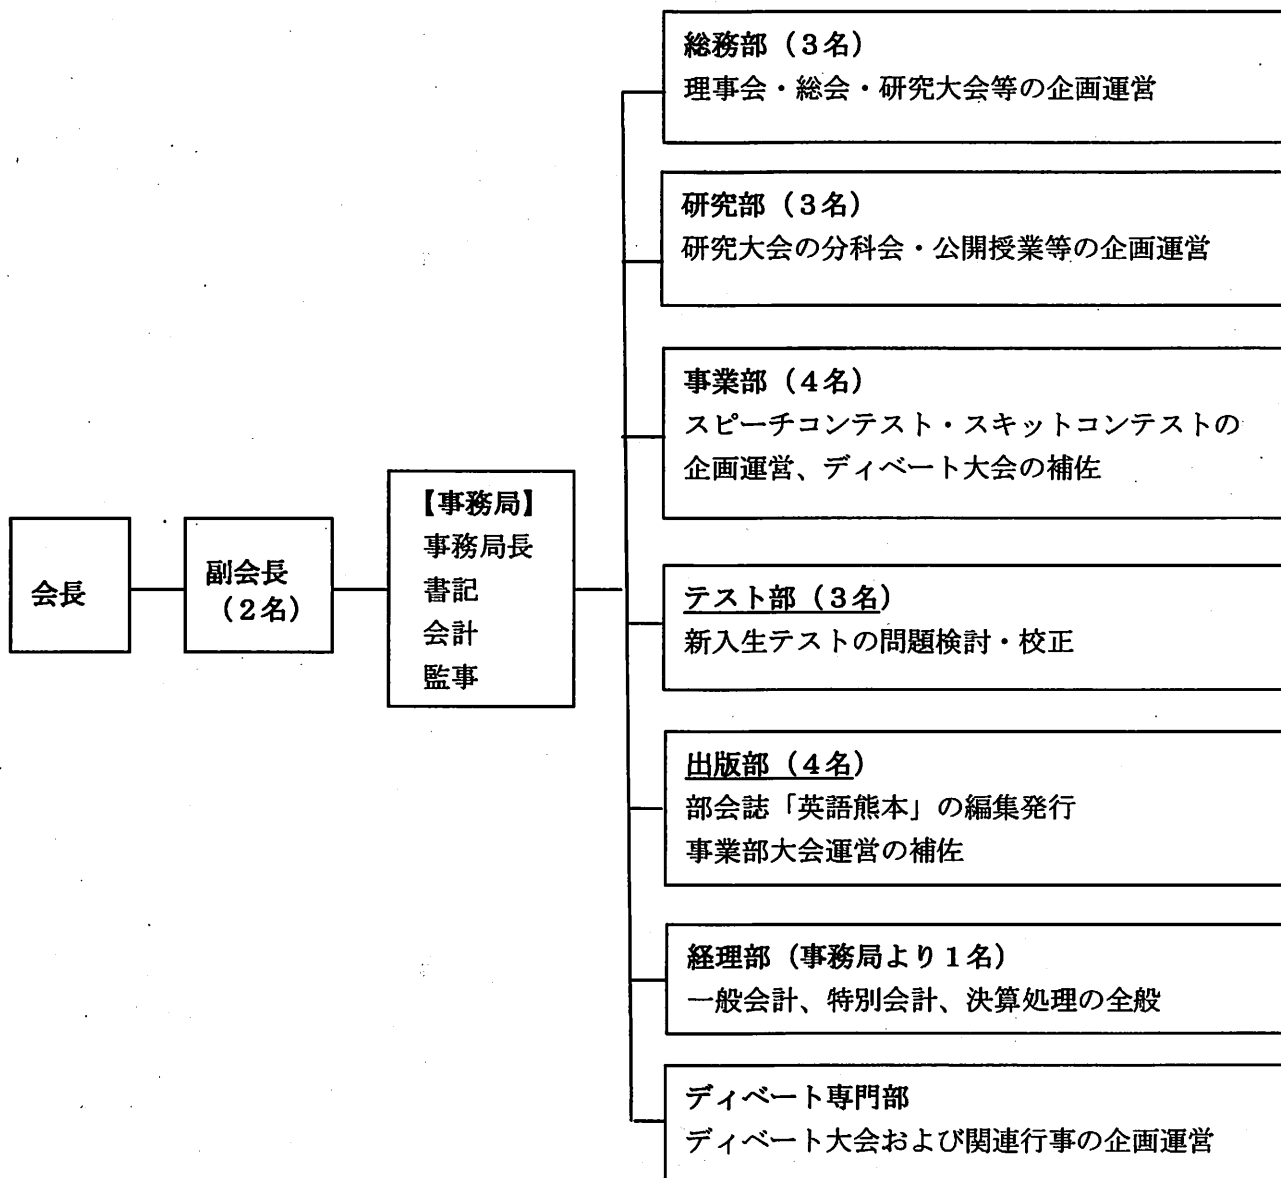 会長
副会長
（２名）
【事務局】
事務局長
書記
会計
監事
総務部（３名）
理事会・総会・研究大会等の企画運営
研究部（３名）
研究大会の分科会・公開授業等の企画運営
事業部（４名）
スピーチコンテスト・スキットコンテストの
企画運営、ディベート大会の補佐
テスト部（３名）
新入生テストの問題検討・校正
出版部（４名）
部会誌「英語熊本」の編集発行
事業部大会運営の補佐
経理部（事務局より１名）
一般会計、特別会計、決算処理の全般
ディベート専門部
ディベート大会および関連行事の企画運営